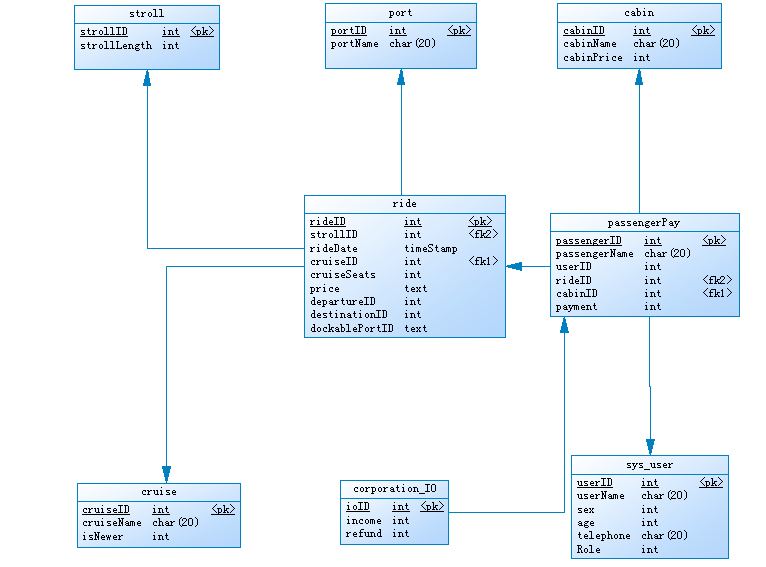 stroll
strollID int <pk>
strollLength int
port
portID int <pk>
portName char(20)
cabin
cabinID int <pk>
cabinName char(20)
cabinPrice int
ride
rideID int <pk>
strollID int <fk2>
rideDate timeStamp
cruiseID int <fk1>
cruiseSeats int
price text
departureID int
destinationID int
dockablePortID text
passengerPay
passengerID int <pk>
passengerName char(20)
userID int
rideID int <fk2>
cabinID int <fk1>
payment int
cruise
cruiseID int <pk>
cruiseName char(20)
isNewer int
corporation_IO
ioID int <pk>
income int
refund int
sys_user
userID int <pk>
userName char(20)
sex int
age int
telephone char(20)
Role int